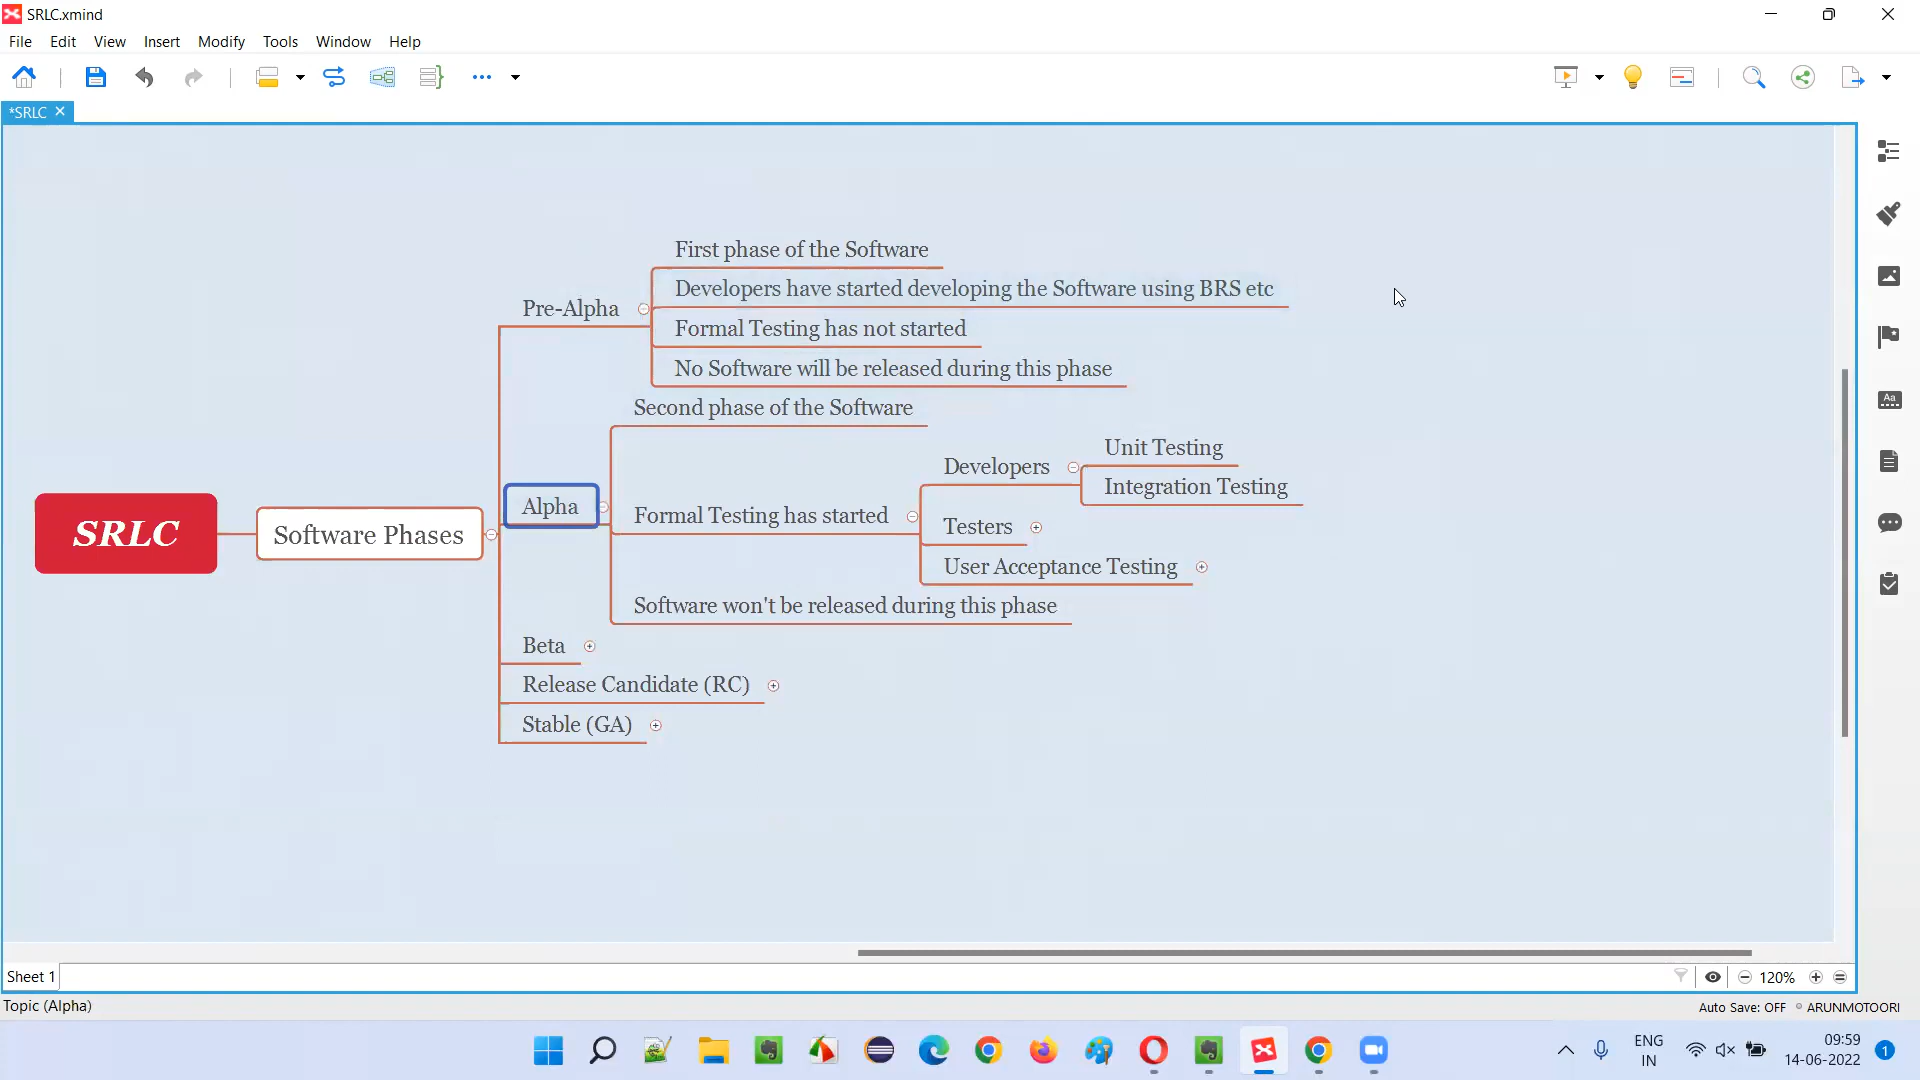 SRLC.xmind
File Edit View Insert Modify Tools Window Help
*SRLC
First phase of the Software
Developers have started developing the Software using BRS etc
Pre-Alpha
Formal Testing has not started
No Software will be released during this phase
Second phase of the Software
Unit Testing
Developers
Integration Testing
Alpha
Formal Testing has started
Testers
SRLC
Software Phases
User Acceptance Testing
Software won't be released during this phase
Beta
Release Candidate (RC)
Stable (GA)
Sheet 1
120%
Topic (Alpha)
Auto Save: OFF
ARUNMOTOORI
ENG
IN
09:59
14-06-2022
1
Aa